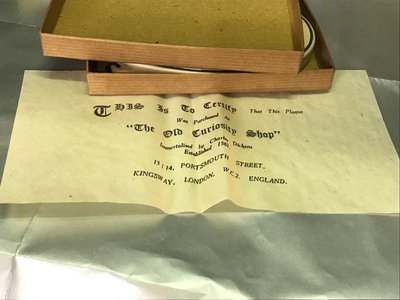 THIS Is To Certify That This Plaque
Was Purchased At
"The Old Curiosity Shop"
Immortalised by Charles Dickens
Established 1567
13 & 14, PORTSMOUTH STREET,
KINGSWAY, LONDON, W.C.2. ENGLAND.